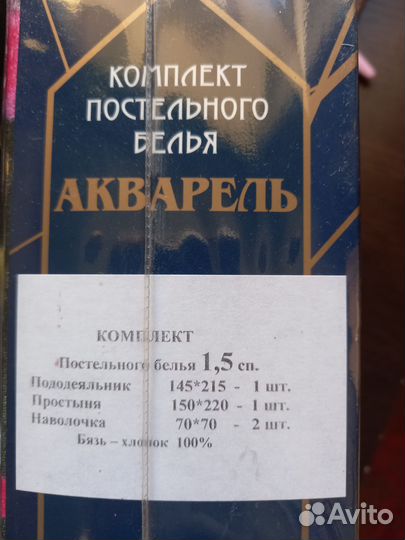 КОМПЛЕКТ
ПОСТЕЛЬНОГО
БЕЛЬЯ
АКВАРЕЛЬ
КОМПЛЕКТ
Постельного белья 1,5 сп.
Пододеяльник 145*215 - 1 шт.
Простыня 150*220 - 1 шт.
Наволочка 70*70 - 2 шт.
Бязь – хлопок 100%
Avito